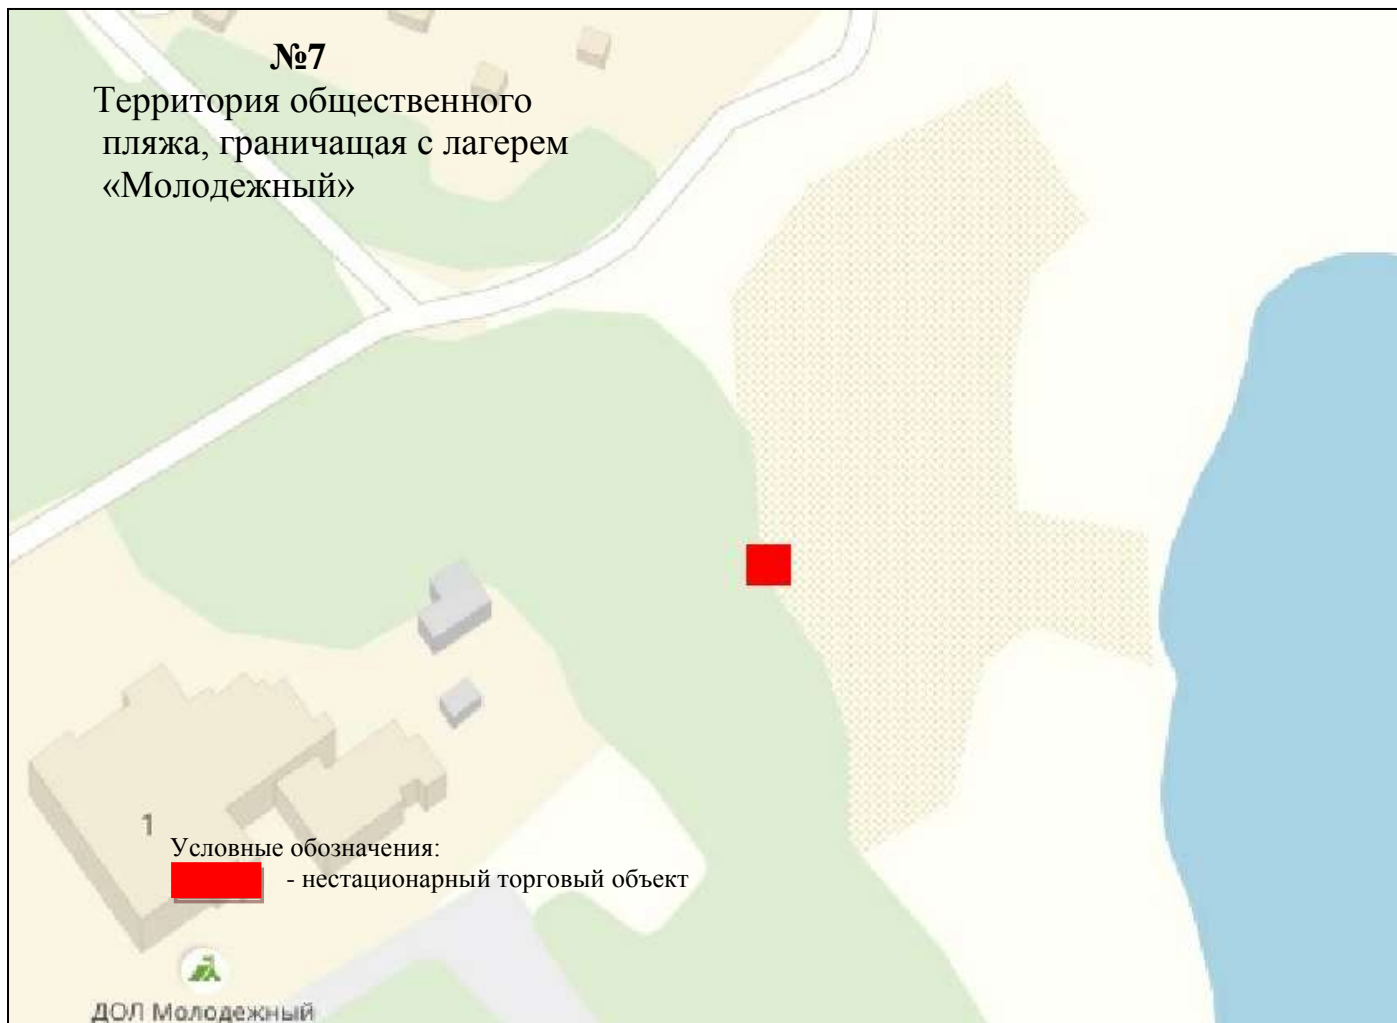 №7
Территория общественного
пляжа, граничащая с лагерем
«Молодежный»
1
Условные обозначения:
- нестационарный торговый объект
ДОЛ Молодежный